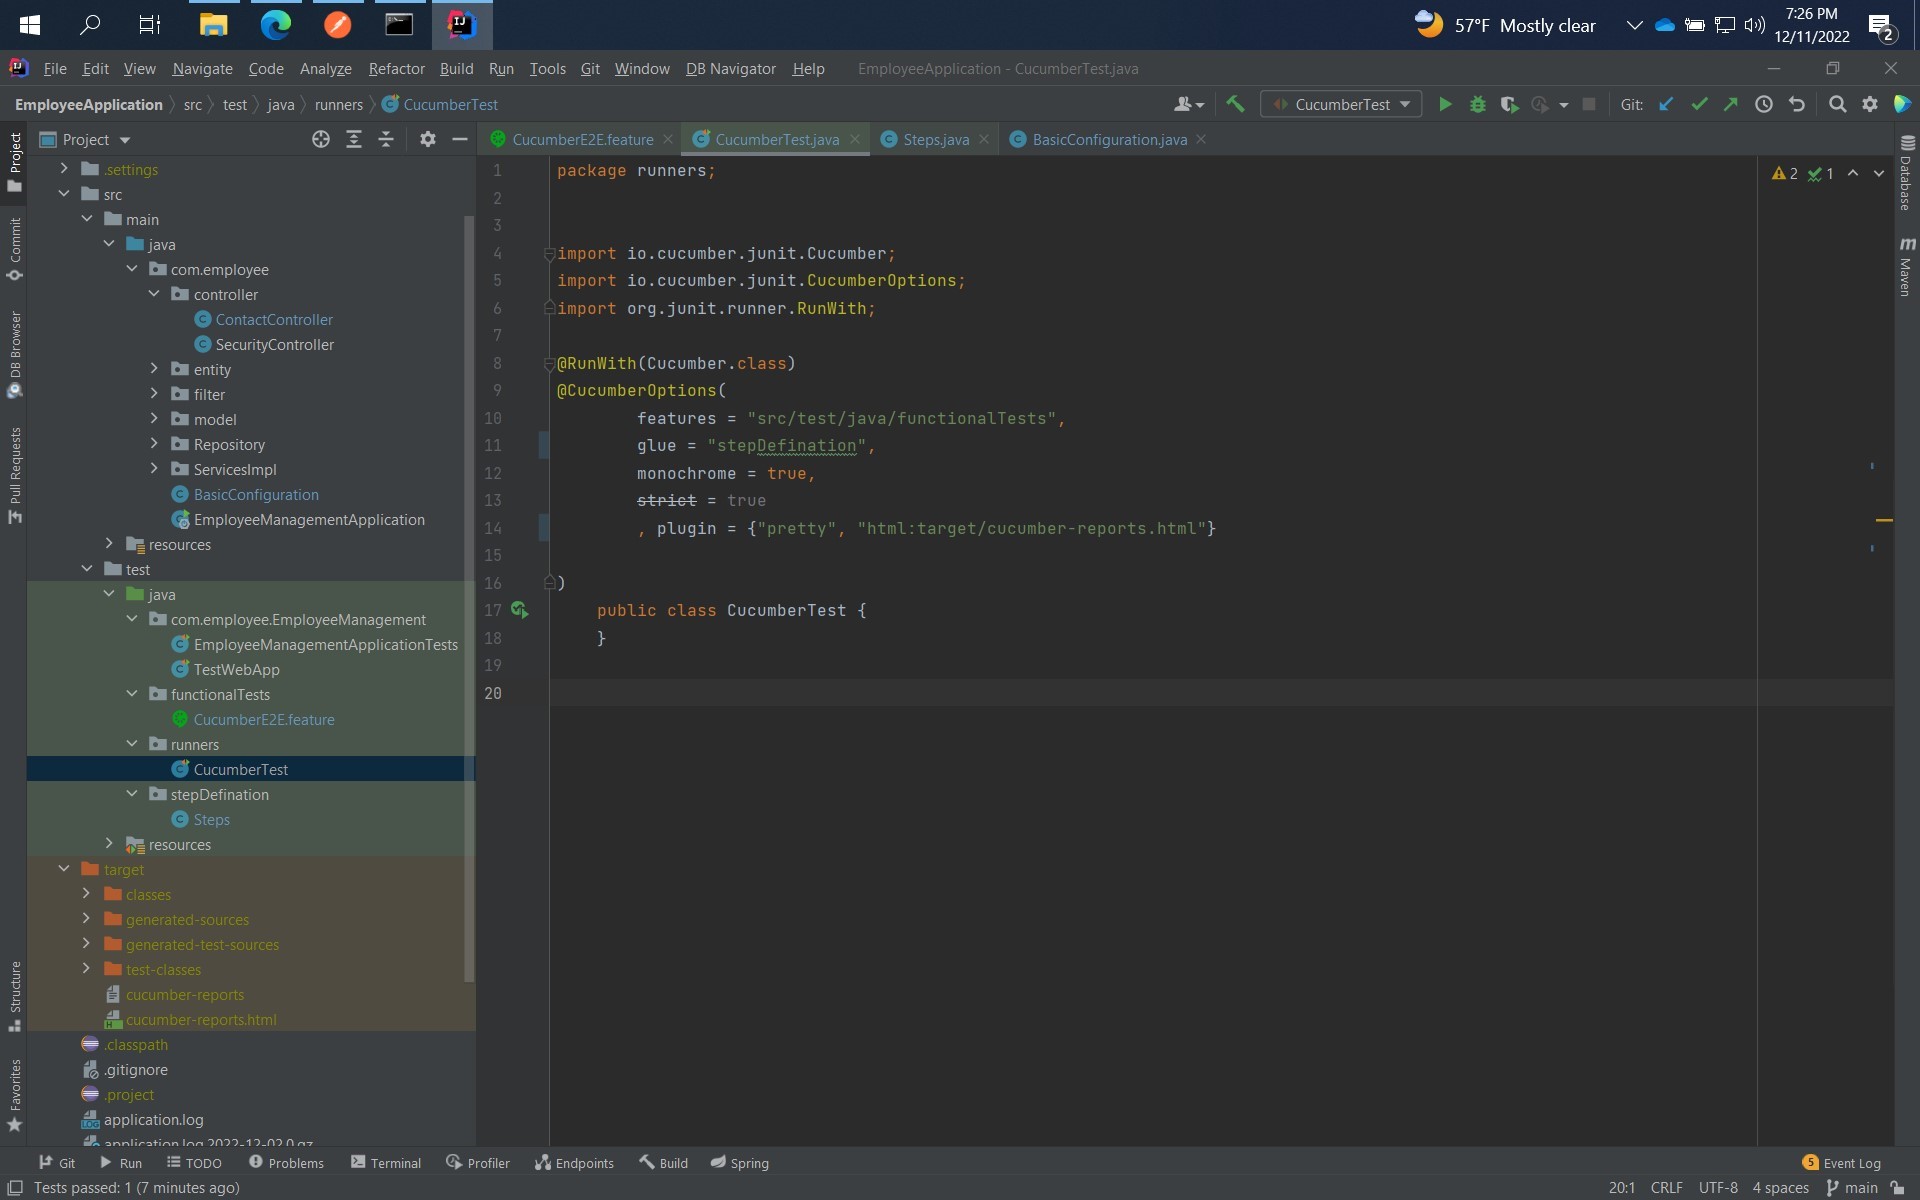 57°F Mostly clear
7:26 PM
12/11/2022
2
File Edit View Navigate Code Analyze Refactor Build Run Tools Git Window DB Navigator Help EmployeeApplication - CucumberTest.java
EmployeeApplication src test java runners CucumberTest
CucumberTest
Git:
Project
CucumberE2E.feature
CucumberTest.java
Steps.java
BasicConfiguration.java
Project
Commit
DB Browser
Pull Requests
Structure
Favorites
.settings
src
main
java
com.employee
controller
ContactController
SecurityController
entity
filter
model
Repository
ServicesImpl
BasicConfiguration
EmployeeManagementApplication
resources
test
java
com.employee.EmployeeManagement
EmployeeManagementApplicationTests
TestWebApp
functionalTests
CucumberE2E.feature
runners
CucumberTest
stepDefination
Steps
resources
target
classes
generated-sources
generated-test-sources
test-classes
cucumber-reports
cucumber-reports.html
.classpath
.gitignore
.project
application.log
application.log.2022-12-02.0.gz
1 package runners;
2
3
4 import io.cucumber.junit.Cucumber;
5 import io.cucumber.junit.CucumberOptions;
6 import org.junit.runner.RunWith;
7
8 @RunWith(Cucumber.class)
9 @CucumberOptions(
10 features = "src/test/java/functionalTests",
11 glue = "stepDefination",
12 monochrome = true,
13 strict = true
14 , plugin = {"pretty", "html:target/cucumber-reports.html"}
15
16 )
17 public class CucumberTest {
18 }
19
20
2 1
Database
Maven
Git Run TODO Problems Terminal Profiler Endpoints Build Spring
5 Event Log
Tests passed: 1 (7 minutes ago)
20:1 CRLF UTF-8 4 spaces main